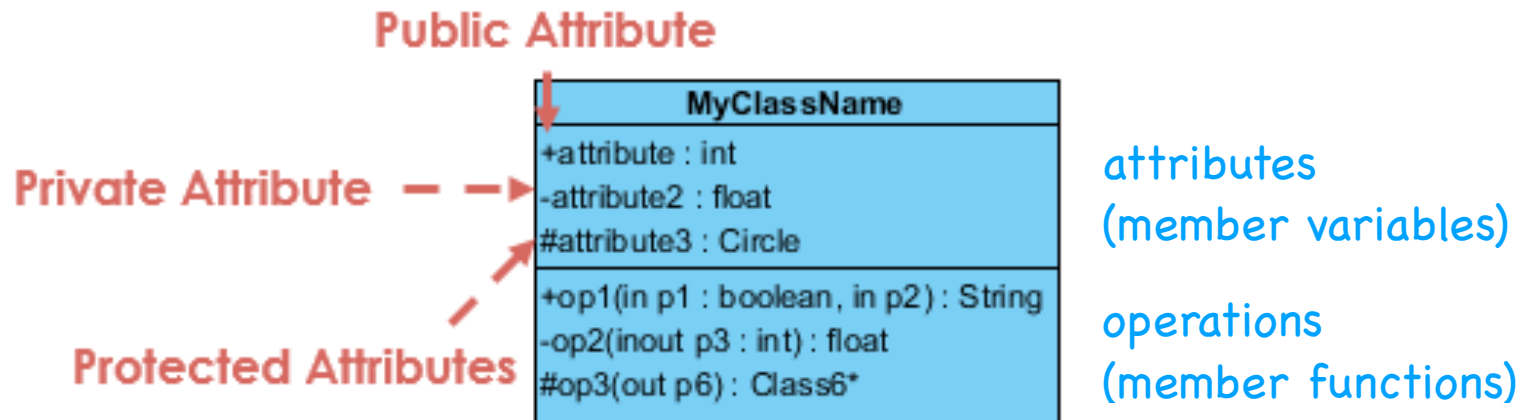 Public Attribute
MyClassName
+attribute : int
Private Attribute
-attribute2 : float
#attribute3 : Circle
attributes
(member variables)
+op1(in p1 : boolean, in p2) : String
-op2(inout p3 : int) : float
Protected Attributes
#op3(out p6) : Class6*
operations
(member functions)